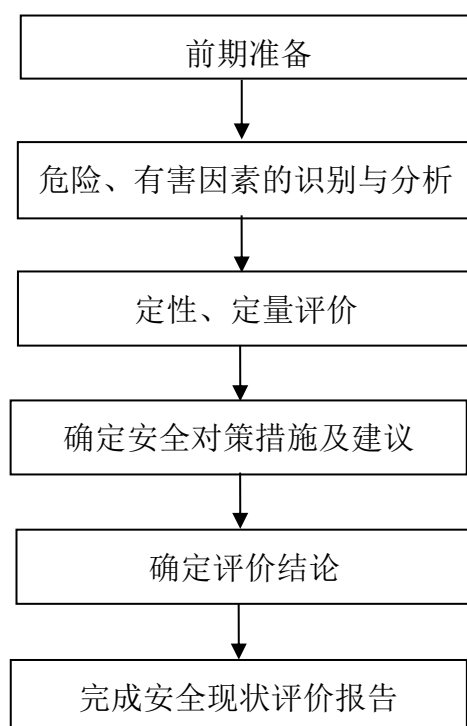 前期准备
危险、有害因素的识别与分析
定性、定量评价
确定安全对策措施及建议
确定评价结论
完成安全现状评价报告